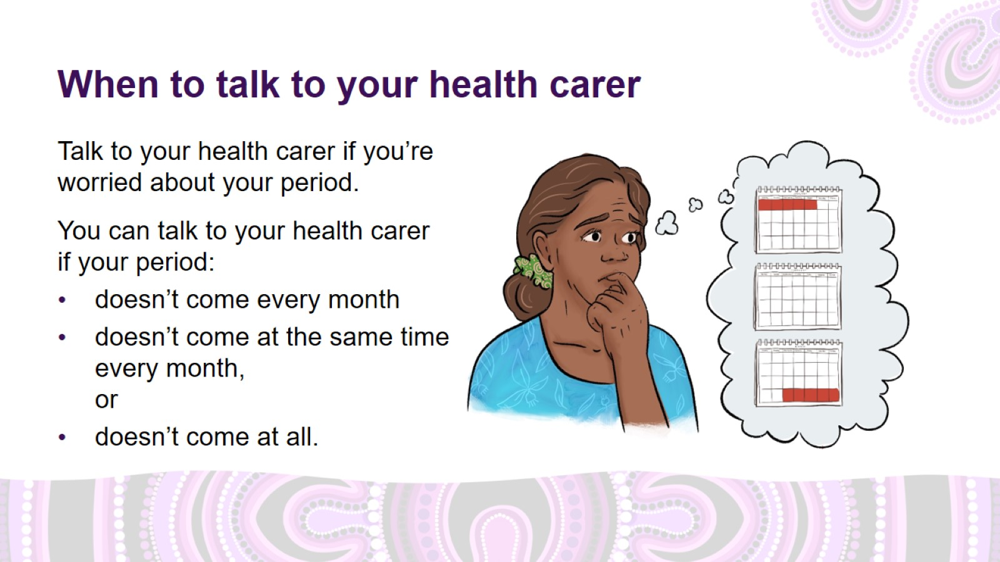 When to talk to your health carer
Talk to your health carer if you’re
worried about your period.
You can talk to your health carer
if your period:
• doesn’t come every month
• doesn’t come at the same time
every month,
or
• doesn’t come at all.